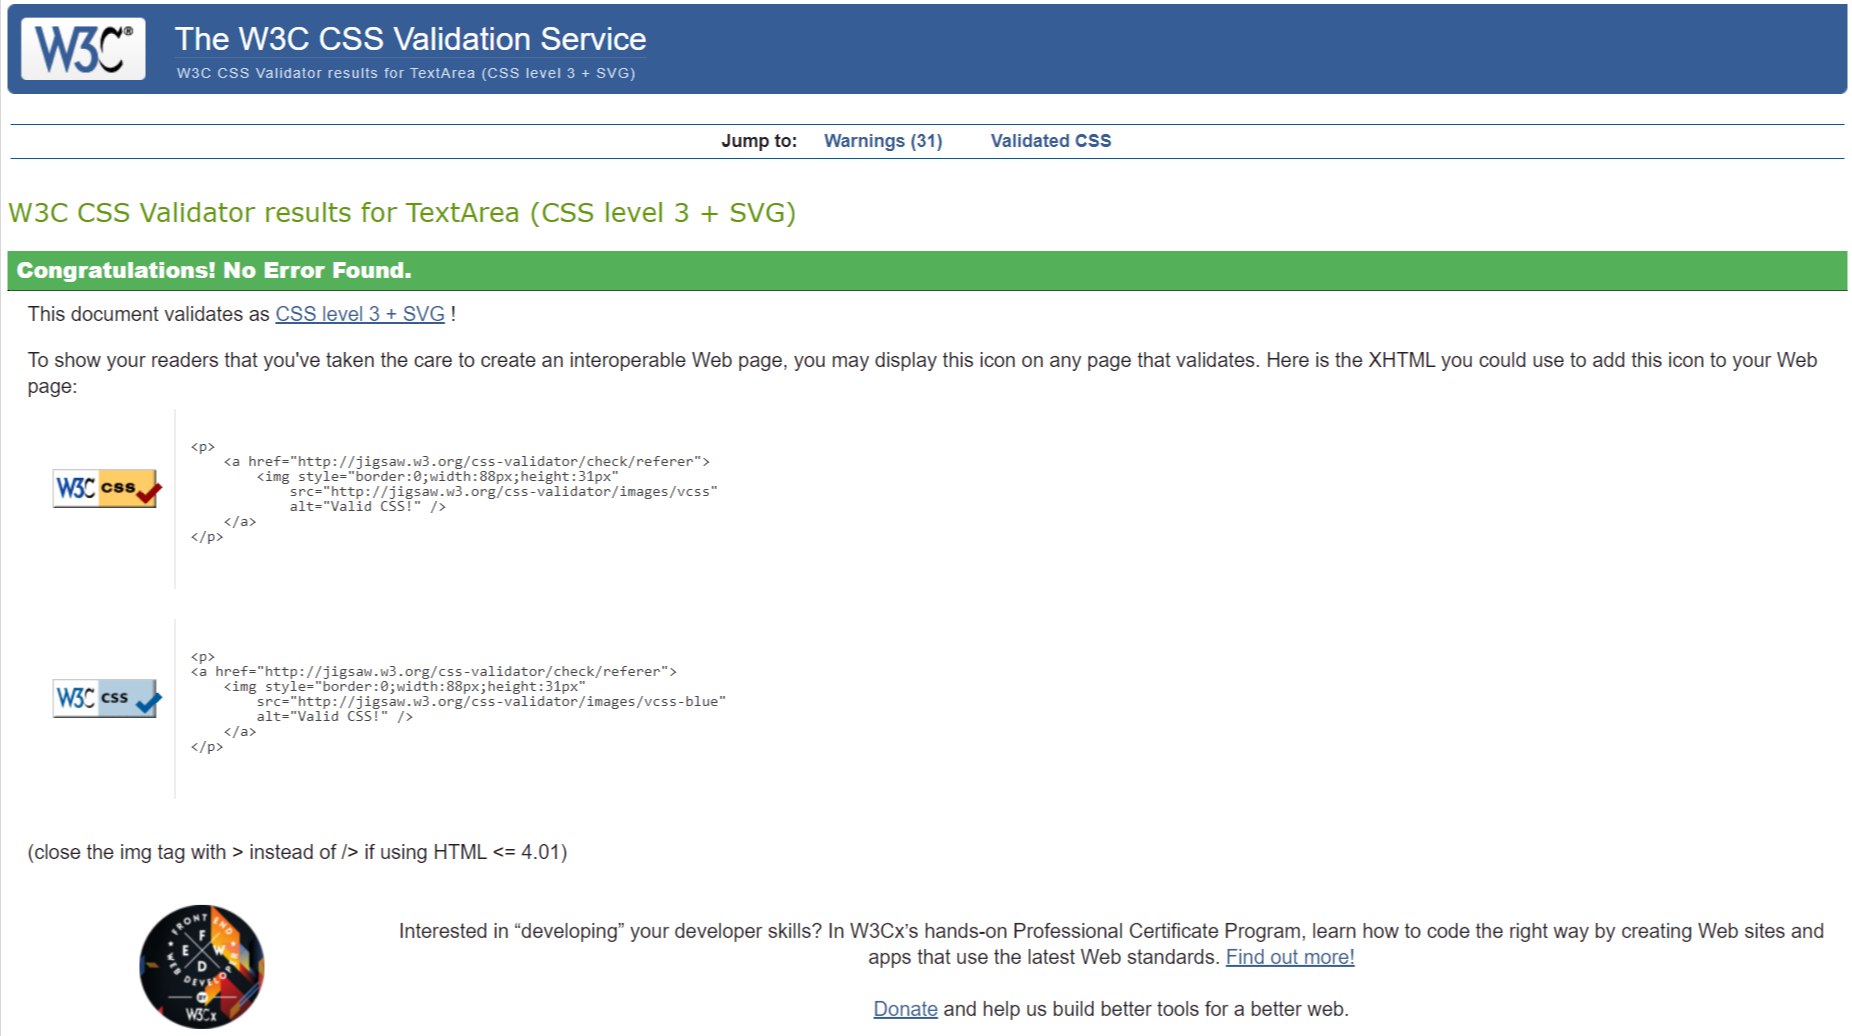 W3C®
The W3C CSS Validation Service
W3C CSS Validator results for TextArea (CSS level 3 + SVG)
Jump to: Warnings (31) Validated CSS
W3C CSS Validator results for TextArea (CSS level 3 + SVG)
Congratulations! No Error Found.
This document validates as CSS level 3 + SVG !
To show your readers that you've taken the care to create an interoperable Web page, you may display this icon on any page that validates. Here is the XHTML you could use to add this icon to your Web
page:
W3C css
<p>
<a href="http://jigsaw.w3.org/css-validator/check/referer">
<img style="border:0;width:88px;height:31px"
src="http://jigsaw.w3.org/css-validator/images/vcss"
alt="Valid CSS!" />
</a>
</p>
W3C css
<p>
<a href="http://jigsaw.w3.org/css-validator/check/referer">
<img style="border:0;width:88px;height:31px"
src="http://jigsaw.w3.org/css-validator/images/vcss-blue"
alt="Valid CSS!" />
</a>
</p>
(close the img tag with > instead of /> if using HTML <= 4.01)
FRONT END
WEB DEVELOPER
F
E W
D
BY
W3Cx
Interested in “developing” your developer skills? In W3Cx’s hands-on Professional Certificate Program, learn how to code the right way by creating Web sites and
apps that use the latest Web standards. Find out more!
Donate and help us build better tools for a better web.